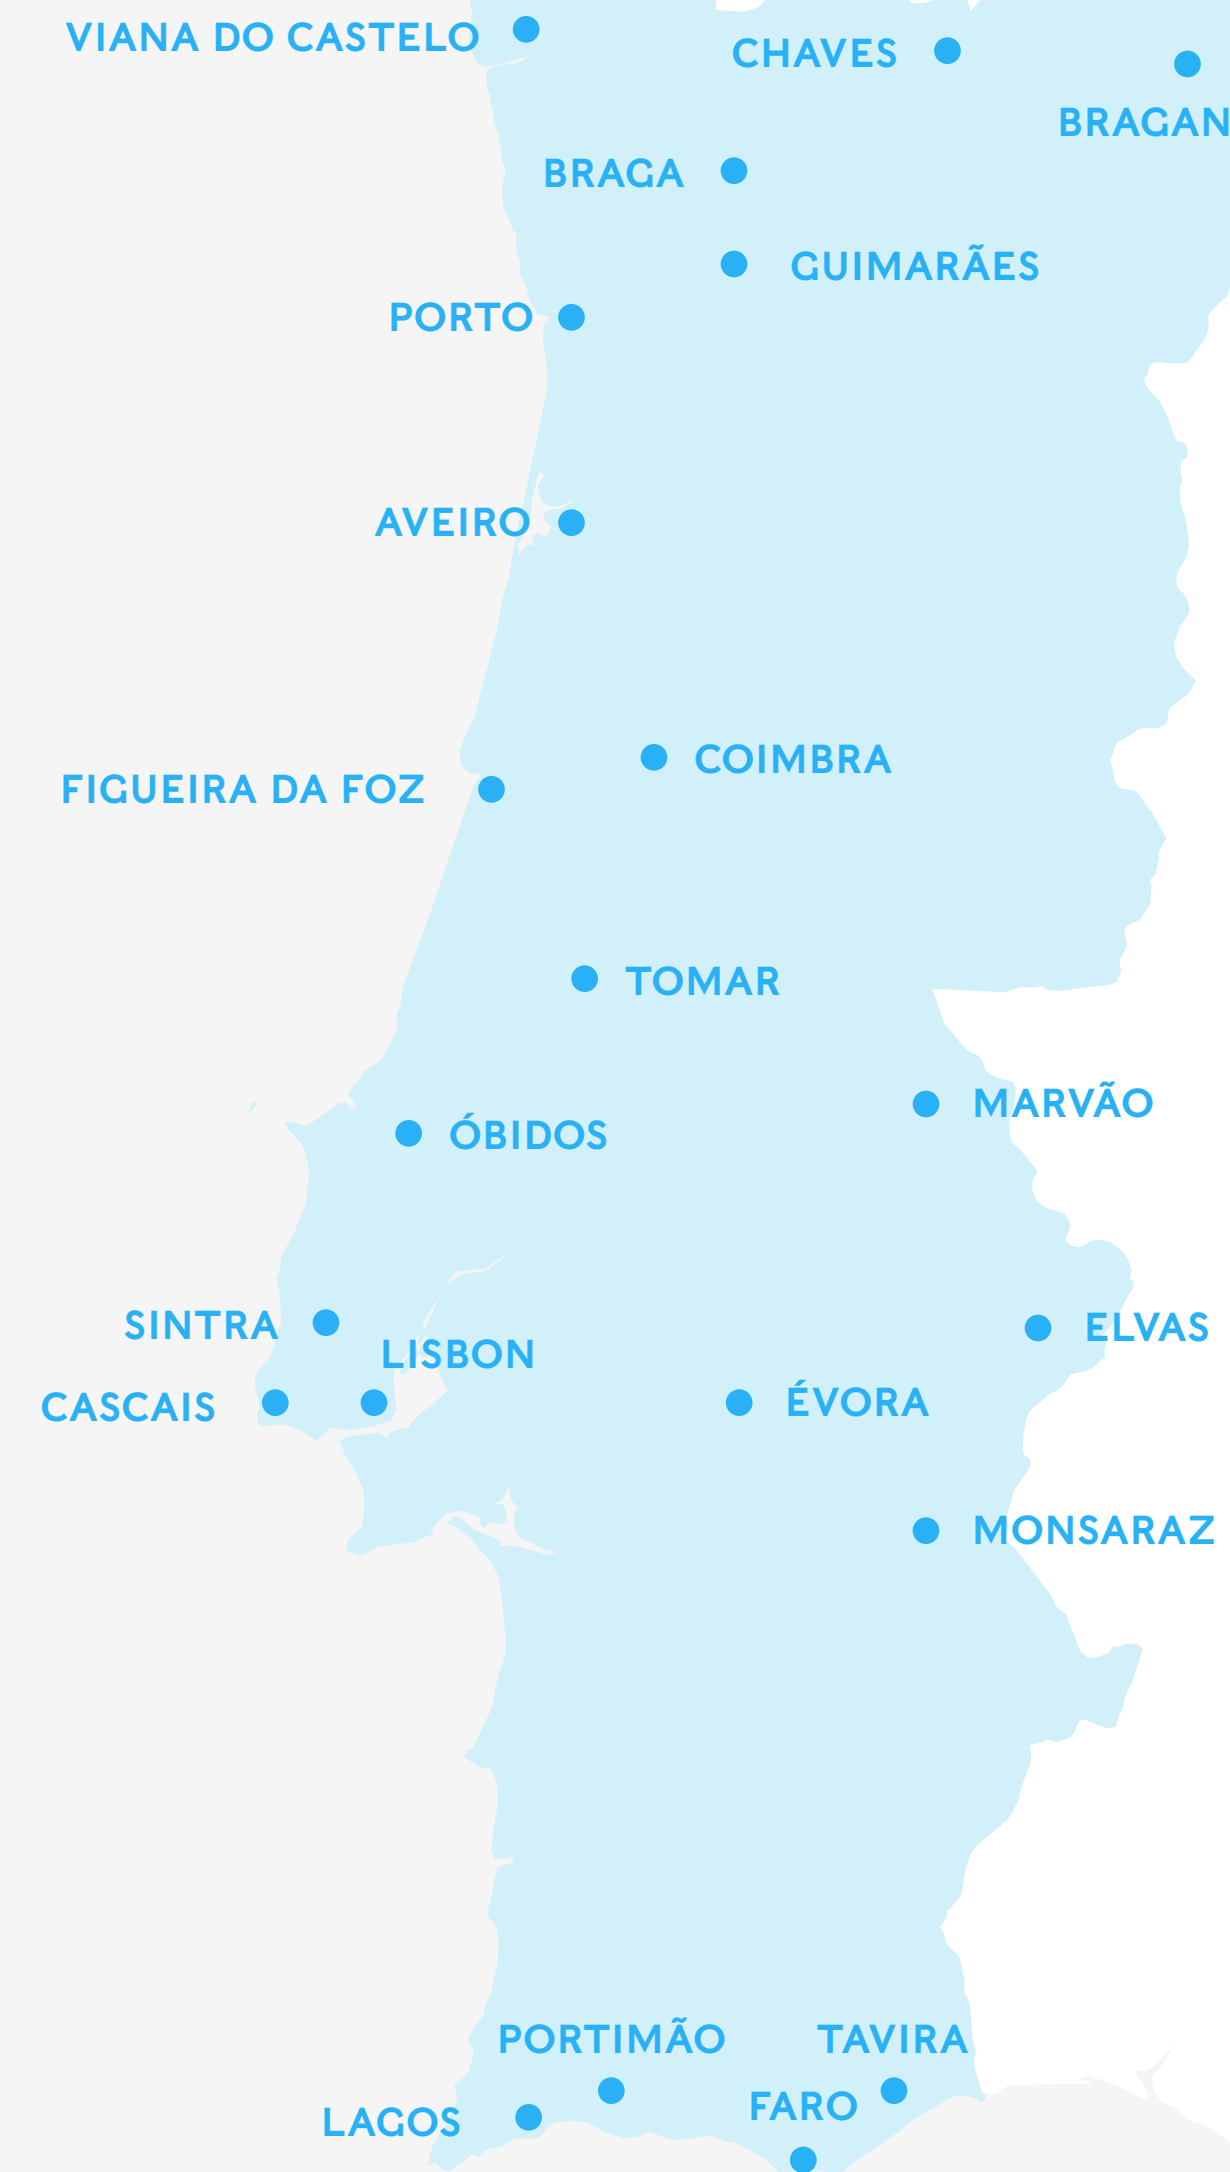 VIANA DO CASTELO
CHAVES
BRAGAN
BRAGA
GUIMARÃES
PORTO
AVEIRO
COIMBRA
FIGUEIRA DA FOZ
TOMAR
MARVÃO
ÓBIDOS
SINTRA
ELVAS
LISBON
CASCAIS
ÉVORA
MONSARAZ
PORTIMÃO
TAVIRA
FARO
LAGOS